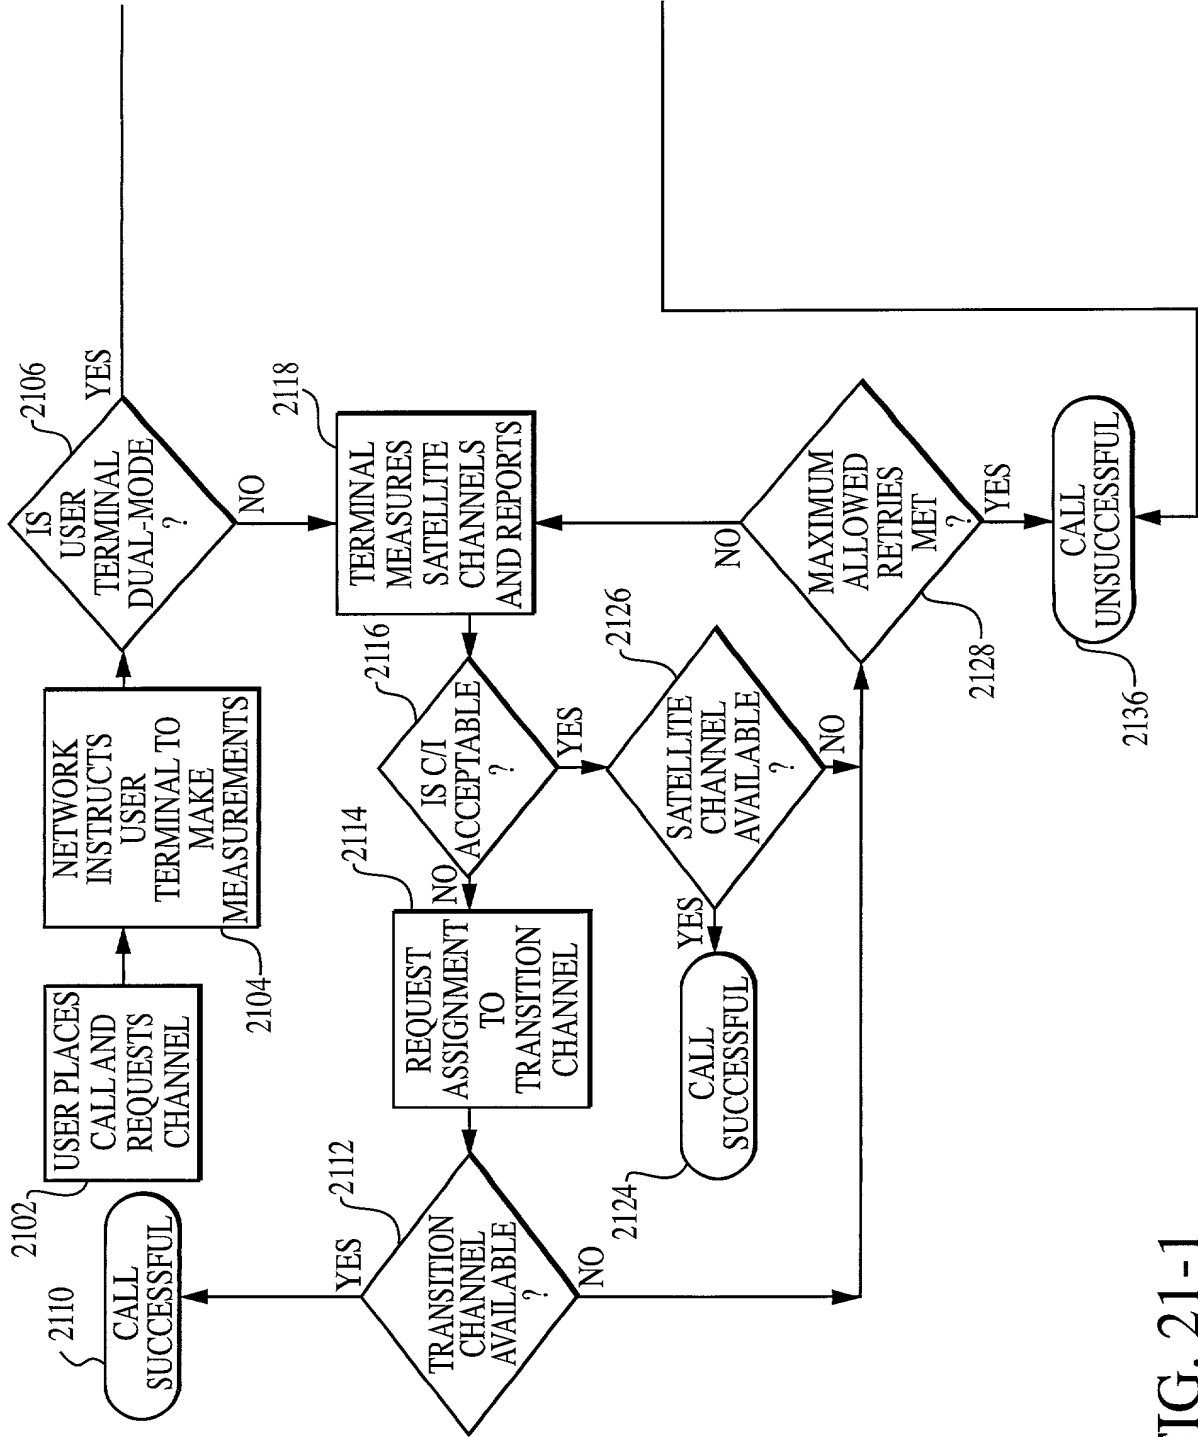 2102
USER PLACES
CALL AND
REQUESTS
CHANNEL
2104
NETWORK
INSTRUCTS
USER
TERMINAL TO
MAKE
MEASUREMENTS
2106
IS
USER
TERMINAL
DUAL-MODE
?
YES
NO
2110
CALL
SUCCESSFUL
2112
YES
TRANSITION
CHANNEL
AVAILABLE
?
NO
2114
REQUEST
ASSIGNMENT
TO
TRANSITION
CHANNEL
2116
NO
IS C/I
ACCEPTABLE
?
YES
2118
TERMINAL
MEASURES
SATELLITE
CHANNELS
AND REPORTS
2124
CALL
SUCCESSFUL
YES
2126
SATELLITE
CHANNEL
AVAILABLE
?
NO
2128
NO
MAXIMUM
ALLOWED
RETRIES
MET
?
YES
2136
CALL
UNSUCCESSFUL
FIG. 21-1